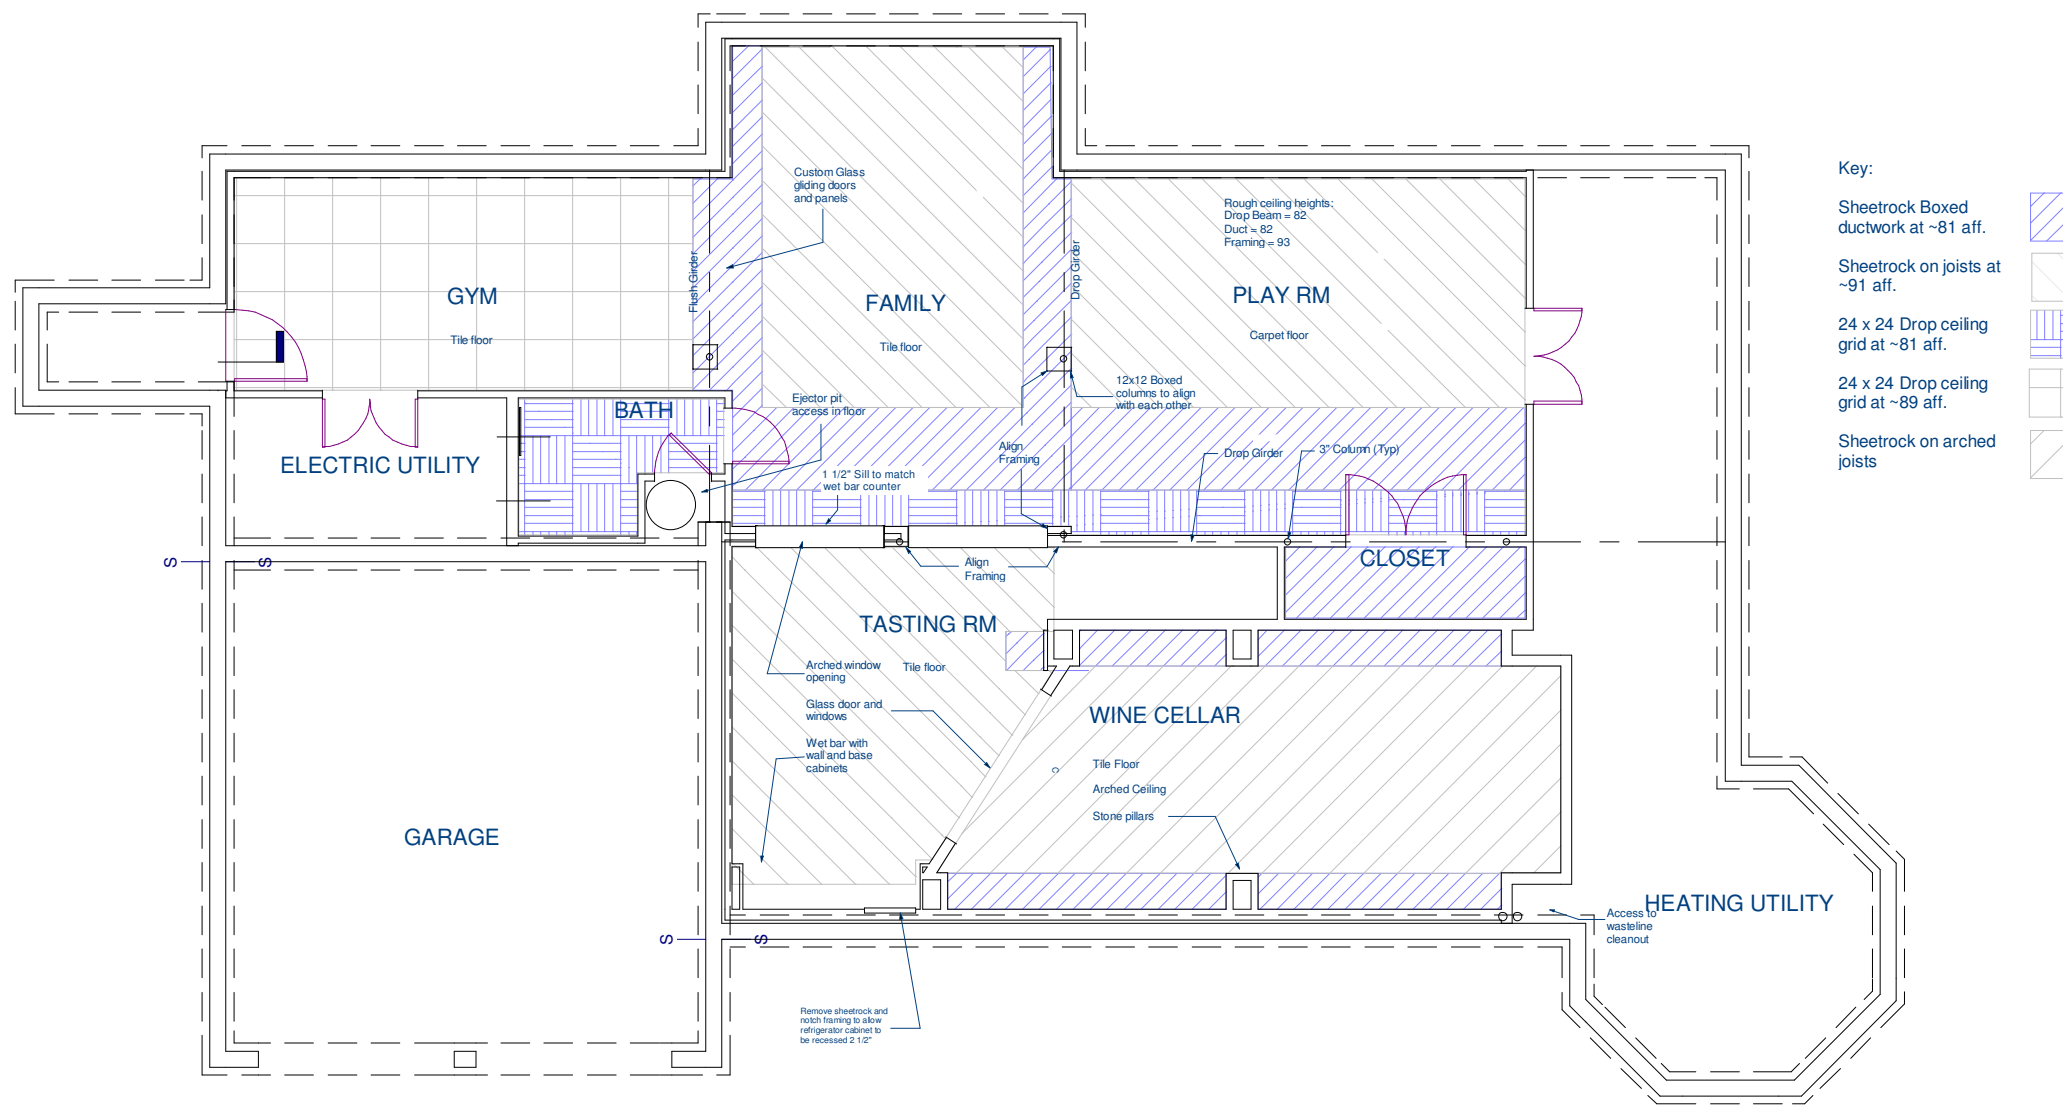 Key:
Sheetrock Boxed
ductwork at ~81 aff.
Sheetrock on joists at
~91 aff.
24 x 24 Drop ceiling
grid at ~81 aff.
24 x 24 Drop ceiling
grid at ~89 aff.
Sheetrock on arched
joists
Custom Glass
gliding doors
and panels
Rough ceiling heights:
Drop Beam = 82
Duct = 82
Framing = 93
Flush Girder
Drop Girder
GYM
Tile floor
FAMILY
Tile floor
PLAY RM
Carpet floor
12x12 Boxed
columns to align
with each other
Ejector pit
access in floor
BATH
ELECTRIC UTILITY
1 1/2" Sill to match
wet bar counter
Align
Framing
Drop Girder
3" Column (Typ)
CLOSET
Align
Framing
S
S
TASTING RM
Tile floor
Arched window
opening
Glass door and
windows
Wet bar with
wall and base
cabinets
WINE CELLAR
C
Tile Floor
Arched Ceiling
Stone pillars
GARAGE
HEATING UTILITY
Access to
wasteline
cleanout
S
S
Remove sheetrock and
notch framing to allow
refrigerator cabinet to
be recessed 2 1/2"